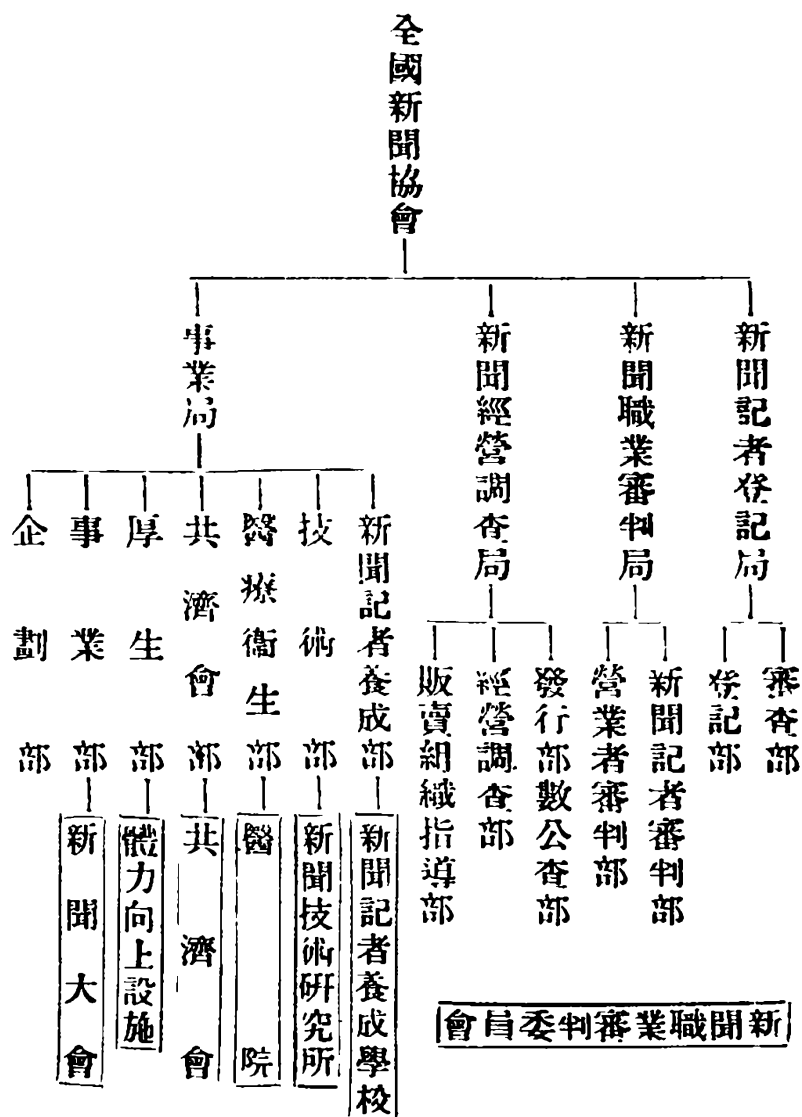 全國新聞協會
新聞記者登記局
新聞職業審判局
新聞經營調査局
事業局
審査部
登記部
新聞記者審判部
營業者審判部
發行部數公査部
經營調査部
販賣組織指導部
新聞記者養成部
技術部
醫療衞生部
共濟會部
厚生部
事業部
企劃部
新聞記者養成學校
新聞技術硏究所
醫院
共濟會
體力向上設施
新聞大會
新聞職業審判委員會